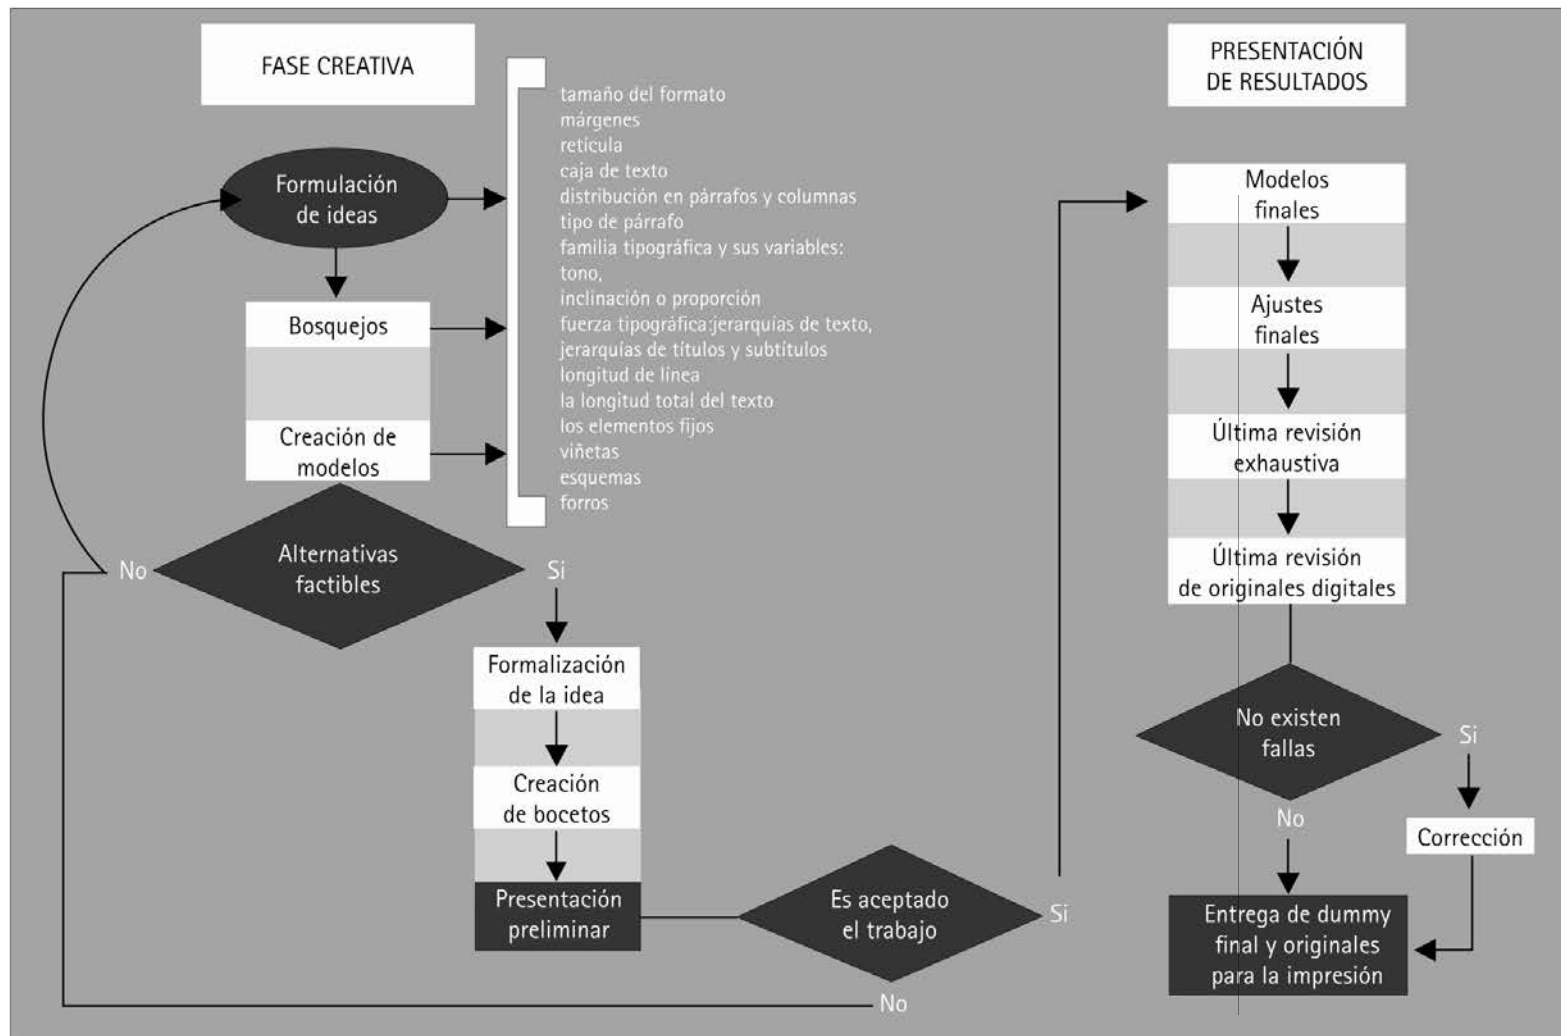 FASE CREATIVA
Formulación
de ideas
Bosquejos
Creación de
modelos
tamaño del formato
márgenes
retícula
caja de texto
distribución en párrafos y columnas
tipo de párrafo
familia tipográfica y sus variables:
tono,
inclinación o proporción
fuerza tipográfica:jerarquías de texto,
jerarquías de títulos y subtítulos
longitud de línea
la longitud total del texto
los elementos fijos
viñetas
esquemas
forros
No
Alternativas
factibles
Si
Formalización
de la idea
Creación
de bocetos
Presentación
preliminar
Es aceptado
el trabajo
Si
No
PRESENTACIÓN
DE RESULTADOS
Modelos
finales
Ajustes
finales
Última revisión
exhaustiva
Última revisión
de originales digitales
No existen
fallas
Si
No
Corrección
Entrega de dummy
final y originales
para la impresión